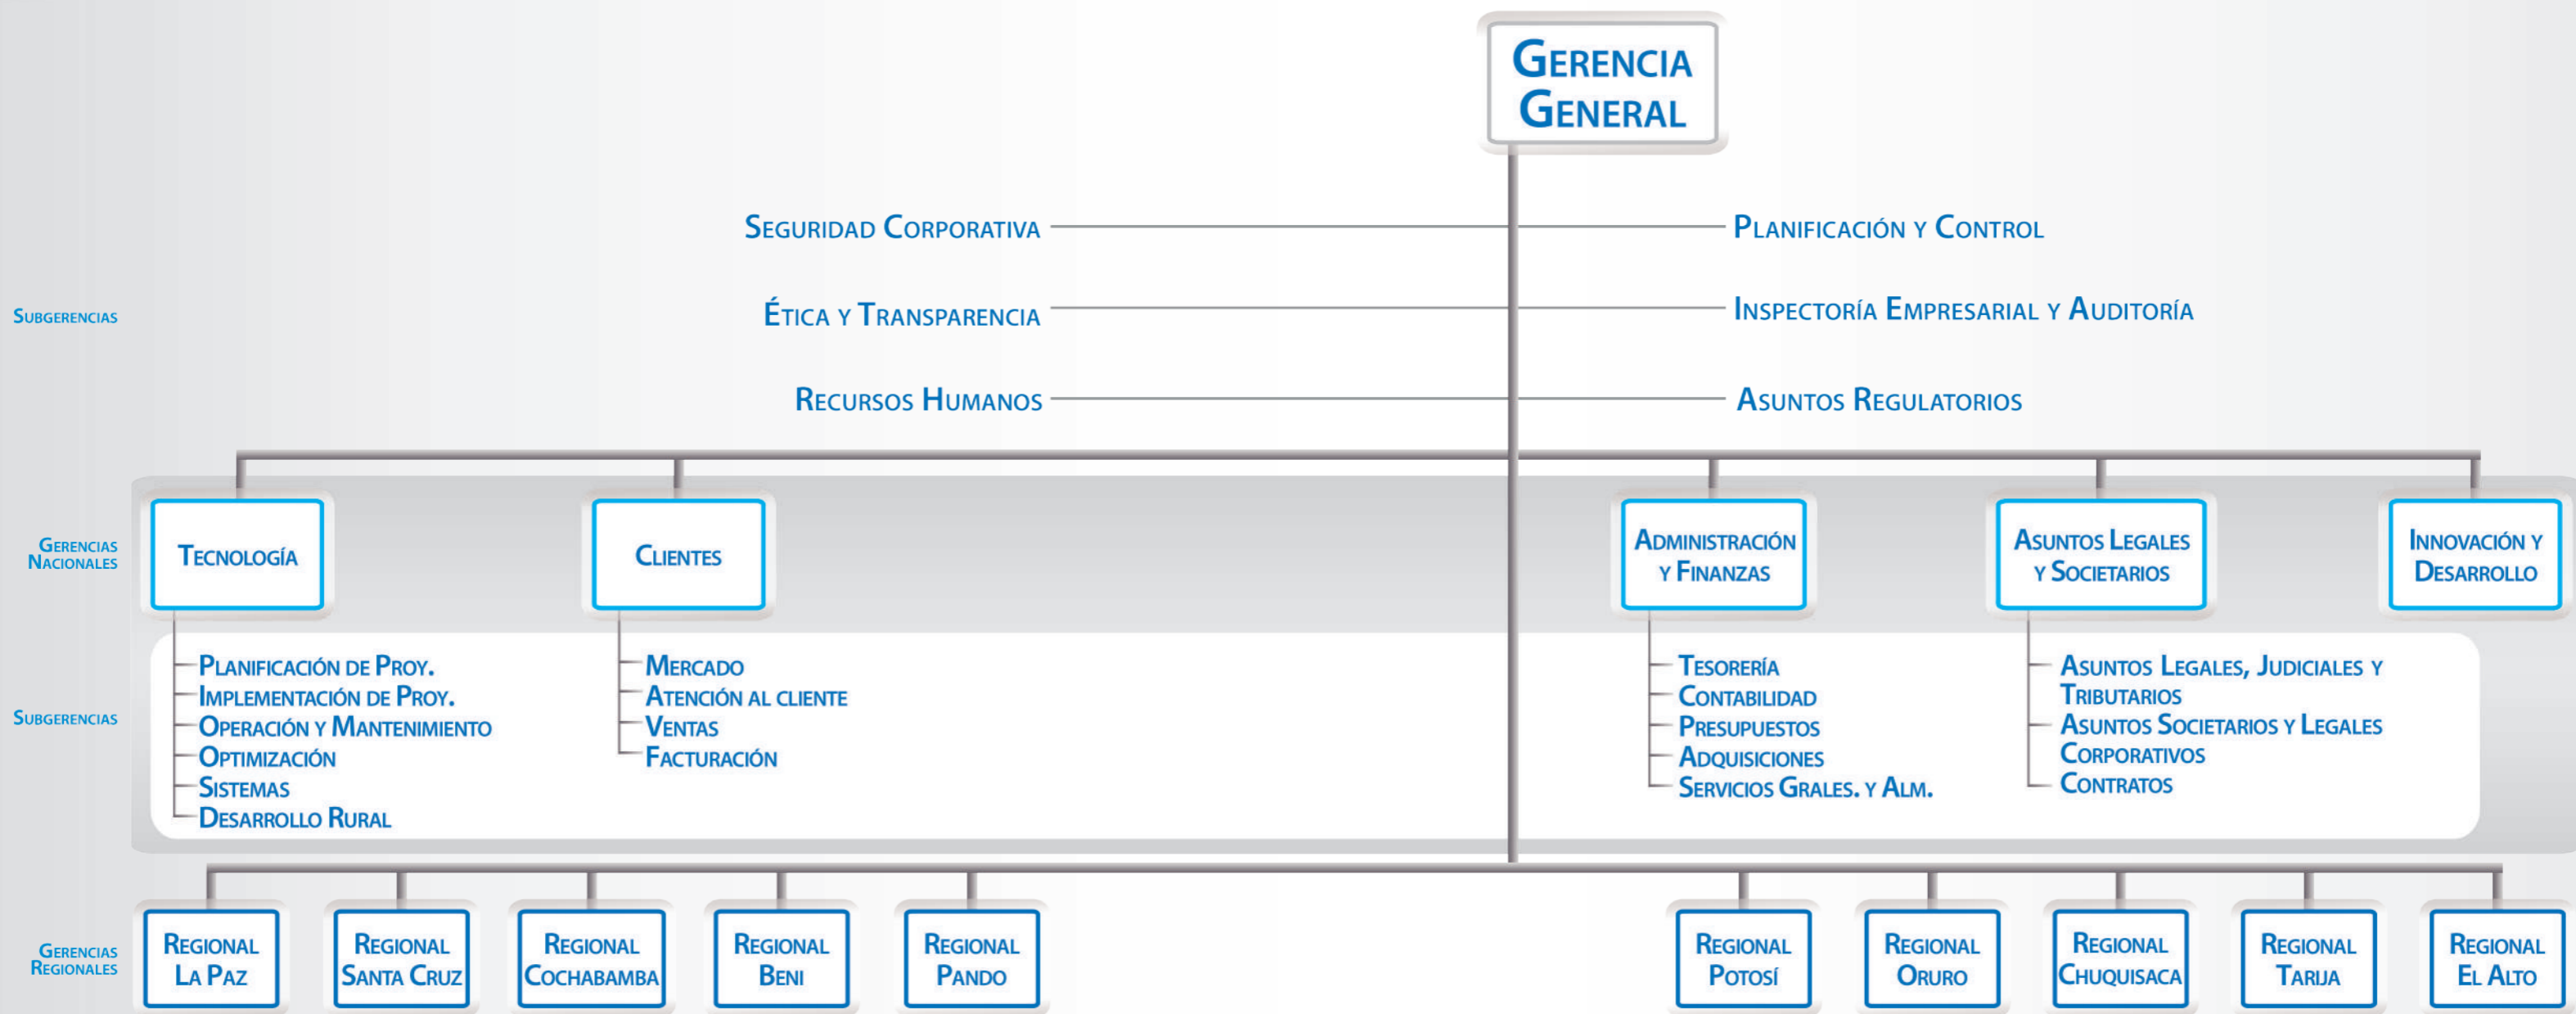 Gerencia
General
Seguridad Corporativa
Planificación y Control
Subgerencias
Ética y Transparencia
Inspectoría Empresarial y Auditoría
Recursos Humanos
Asuntos Regulatorios
Gerencias
Nacionales
Tecnología
Clientes
Administración
y Finanzas
Asuntos Legales
y Societarios
Innovación y
Desarrollo
Subgerencias
Planificación de Proy.
Implementación de Proy.
Operación y Mantenimiento
Optimización
Sistemas
Desarrollo Rural
Mercado
Atención al cliente
Ventas
Facturación
Tesorería
Contabilidad
Presupuestos
Adquisiciones
Servicios Grales. y Alm.
Asuntos Legales, Judiciales y
Tributarios
Asuntos Societarios y Legales
Corporativos
Contratos
Gerencias
Regionales
Regional
La Paz
Regional
Santa Cruz
Regional
Cochabamba
Regional
Beni
Regional
Pando
Regional
Potosí
Regional
Oruro
Regional
Chuquisaca
Regional
Tarija
Regional
El Alto